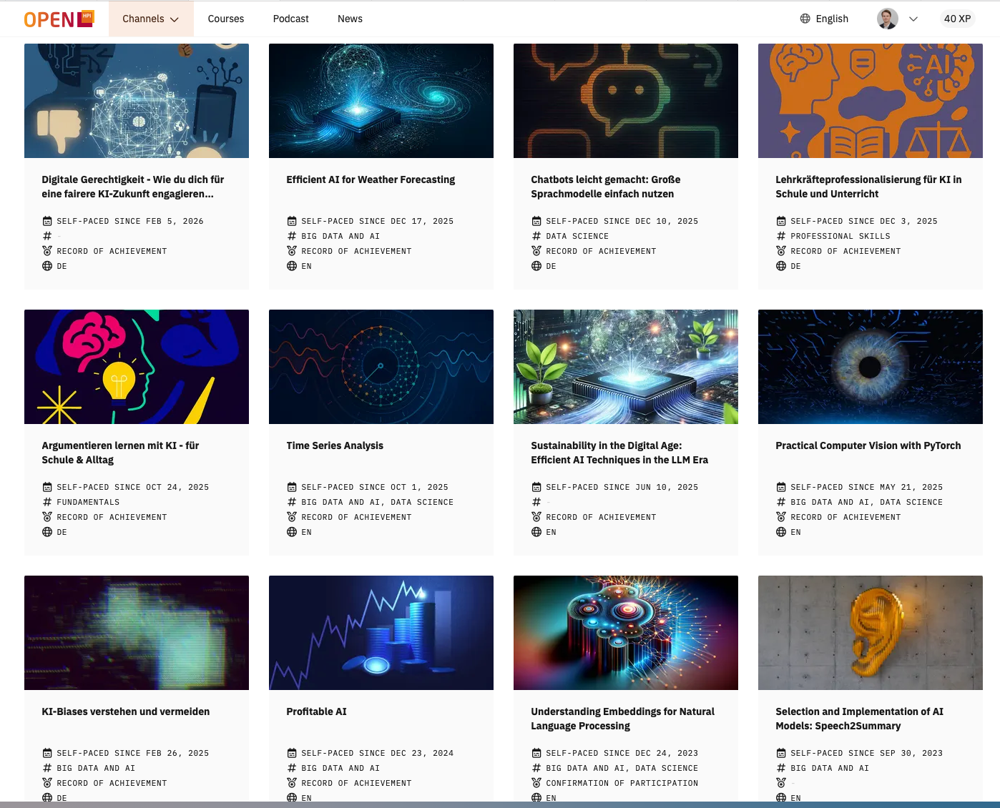 OPEN HPI Channels Courses Podcast News English 40 XP
AI
Digitale Gerechtigkeit - Wie du dich für
eine fairere KI-Zukunft engagieren...
SELF-PACED SINCE FEB 5, 2026
# -
RECORD OF ACHIEVEMENT
DE
Efficient AI for Weather Forecasting
SELF-PACED SINCE DEC 17, 2025
# BIG DATA AND AI
RECORD OF ACHIEVEMENT
EN
Chatbots leicht gemacht: Große
Sprachmodelle einfach nutzen
SELF-PACED SINCE DEC 10, 2025
# DATA SCIENCE
RECORD OF ACHIEVEMENT
DE
Lehrkräfteprofessionalisierung für KI in
Schule und Unterricht
SELF-PACED SINCE DEC 3, 2025
# PROFESSIONAL SKILLS
RECORD OF ACHIEVEMENT
DE
Argumentieren lernen mit KI - für
Schule & Alltag
SELF-PACED SINCE OCT 24, 2025
# FUNDAMENTALS
RECORD OF ACHIEVEMENT
DE
Time Series Analysis
SELF-PACED SINCE OCT 1, 2025
# BIG DATA AND AI, DATA SCIENCE
RECORD OF ACHIEVEMENT
EN
Sustainability in the Digital Age:
Efficient AI Techniques in the LLM Era
SELF-PACED SINCE JUN 10, 2025
# -
RECORD OF ACHIEVEMENT
EN
Practical Computer Vision with PyTorch
SELF-PACED SINCE MAY 21, 2025
# BIG DATA AND AI, DATA SCIENCE
RECORD OF ACHIEVEMENT
EN
KI-Biases verstehen und vermeiden
SELF-PACED SINCE FEB 26, 2025
# BIG DATA AND AI
RECORD OF ACHIEVEMENT
DE
Profitable AI
SELF-PACED SINCE DEC 23, 2024
# BIG DATA AND AI
RECORD OF ACHIEVEMENT
EN
Understanding Embeddings for Natural
Language Processing
SELF-PACED SINCE DEC 24, 2023
# BIG DATA AND AI, DATA SCIENCE
CONFIRMATION OF PARTICIPATION
EN
Selection and Implementation of AI
Models: Speech2Summary
SELF-PACED SINCE SEP 30, 2023
# BIG DATA AND AI
-
EN